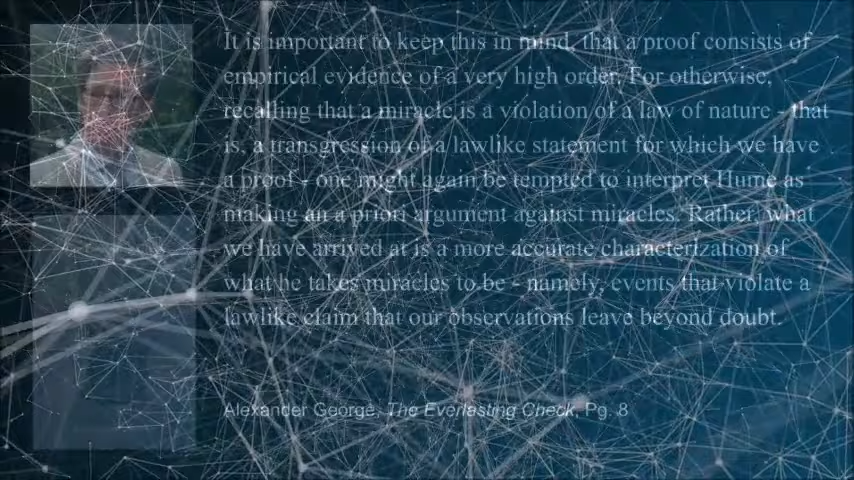 It is important to keep this in mind, that a proof consists of
empirical evidence of a very high order. For otherwise,
recalling that a miracle is a violation of a law of nature - that
is, a transgression of a lawlike statement for which we have
a proof - one might again be tempted to interpret Hume as
making an a priori argument against miracles. Rather, what
we have arrived at is a more accurate characterization of
what he takes miracles to be - namely, events that violate a
lawlike claim that our observations leave beyond doubt.
Alexander George, The Everlasting Check, Pg. 8